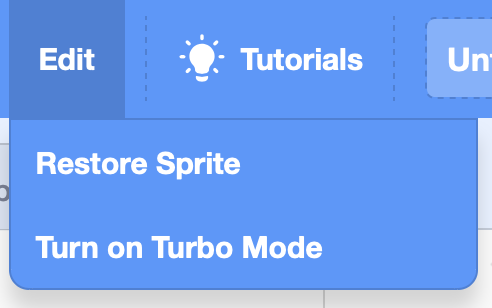 Edit Tutorials
Restore Sprite
Turn on Turbo Mode